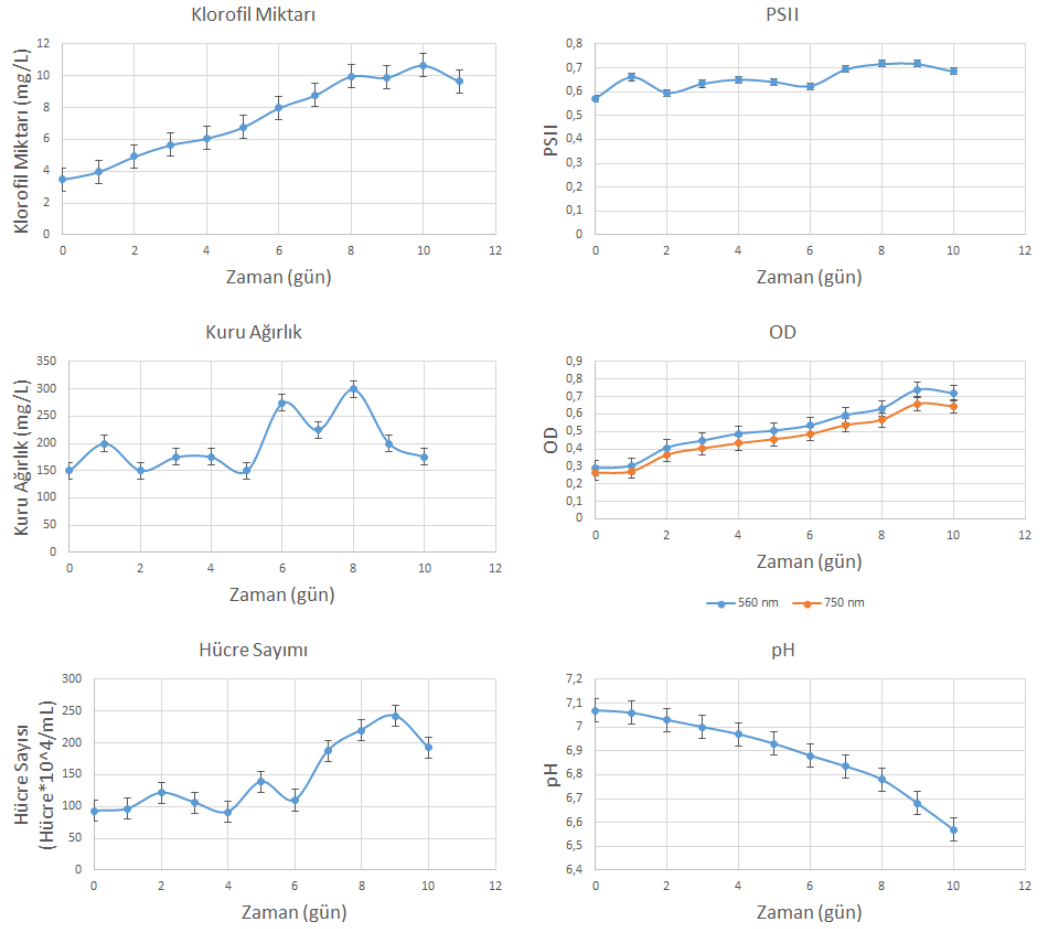 Klorofil Miktarı
Klorofil Miktarı (mg/L)
12
10
8
6
4
2
0
0 2 4 6 8 10 12
Zaman (gün)
PSII
PSII
0,8
0,7
0,6
0,5
0,4
0,3
0,2
0,1
0
0 2 4 6 8 10 12
Zaman (gün)
Kuru Ağırlık
Kuru Ağırlık (mg/L)
350
300
250
200
150
100
50
0
0 2 4 6 8 10 12
Zaman (gün)
OD
OD
0,9
0,8
0,7
0,6
0,5
0,4
0,3
0,2
0,1
0
0 2 4 6 8 10 12
Zaman (gün)
560 nm 750 nm
Hücre Sayımı
Hücre Sayısı
(Hücre*10^4/mL)
300
250
200
150
100
50
0
0 2 4 6 8 10 12
Zaman (gün)
pH
pH
7,2
7,1
7
6,9
6,8
6,7
6,6
6,5
6,4
0 2 4 6 8 10 12
Zaman (gün)